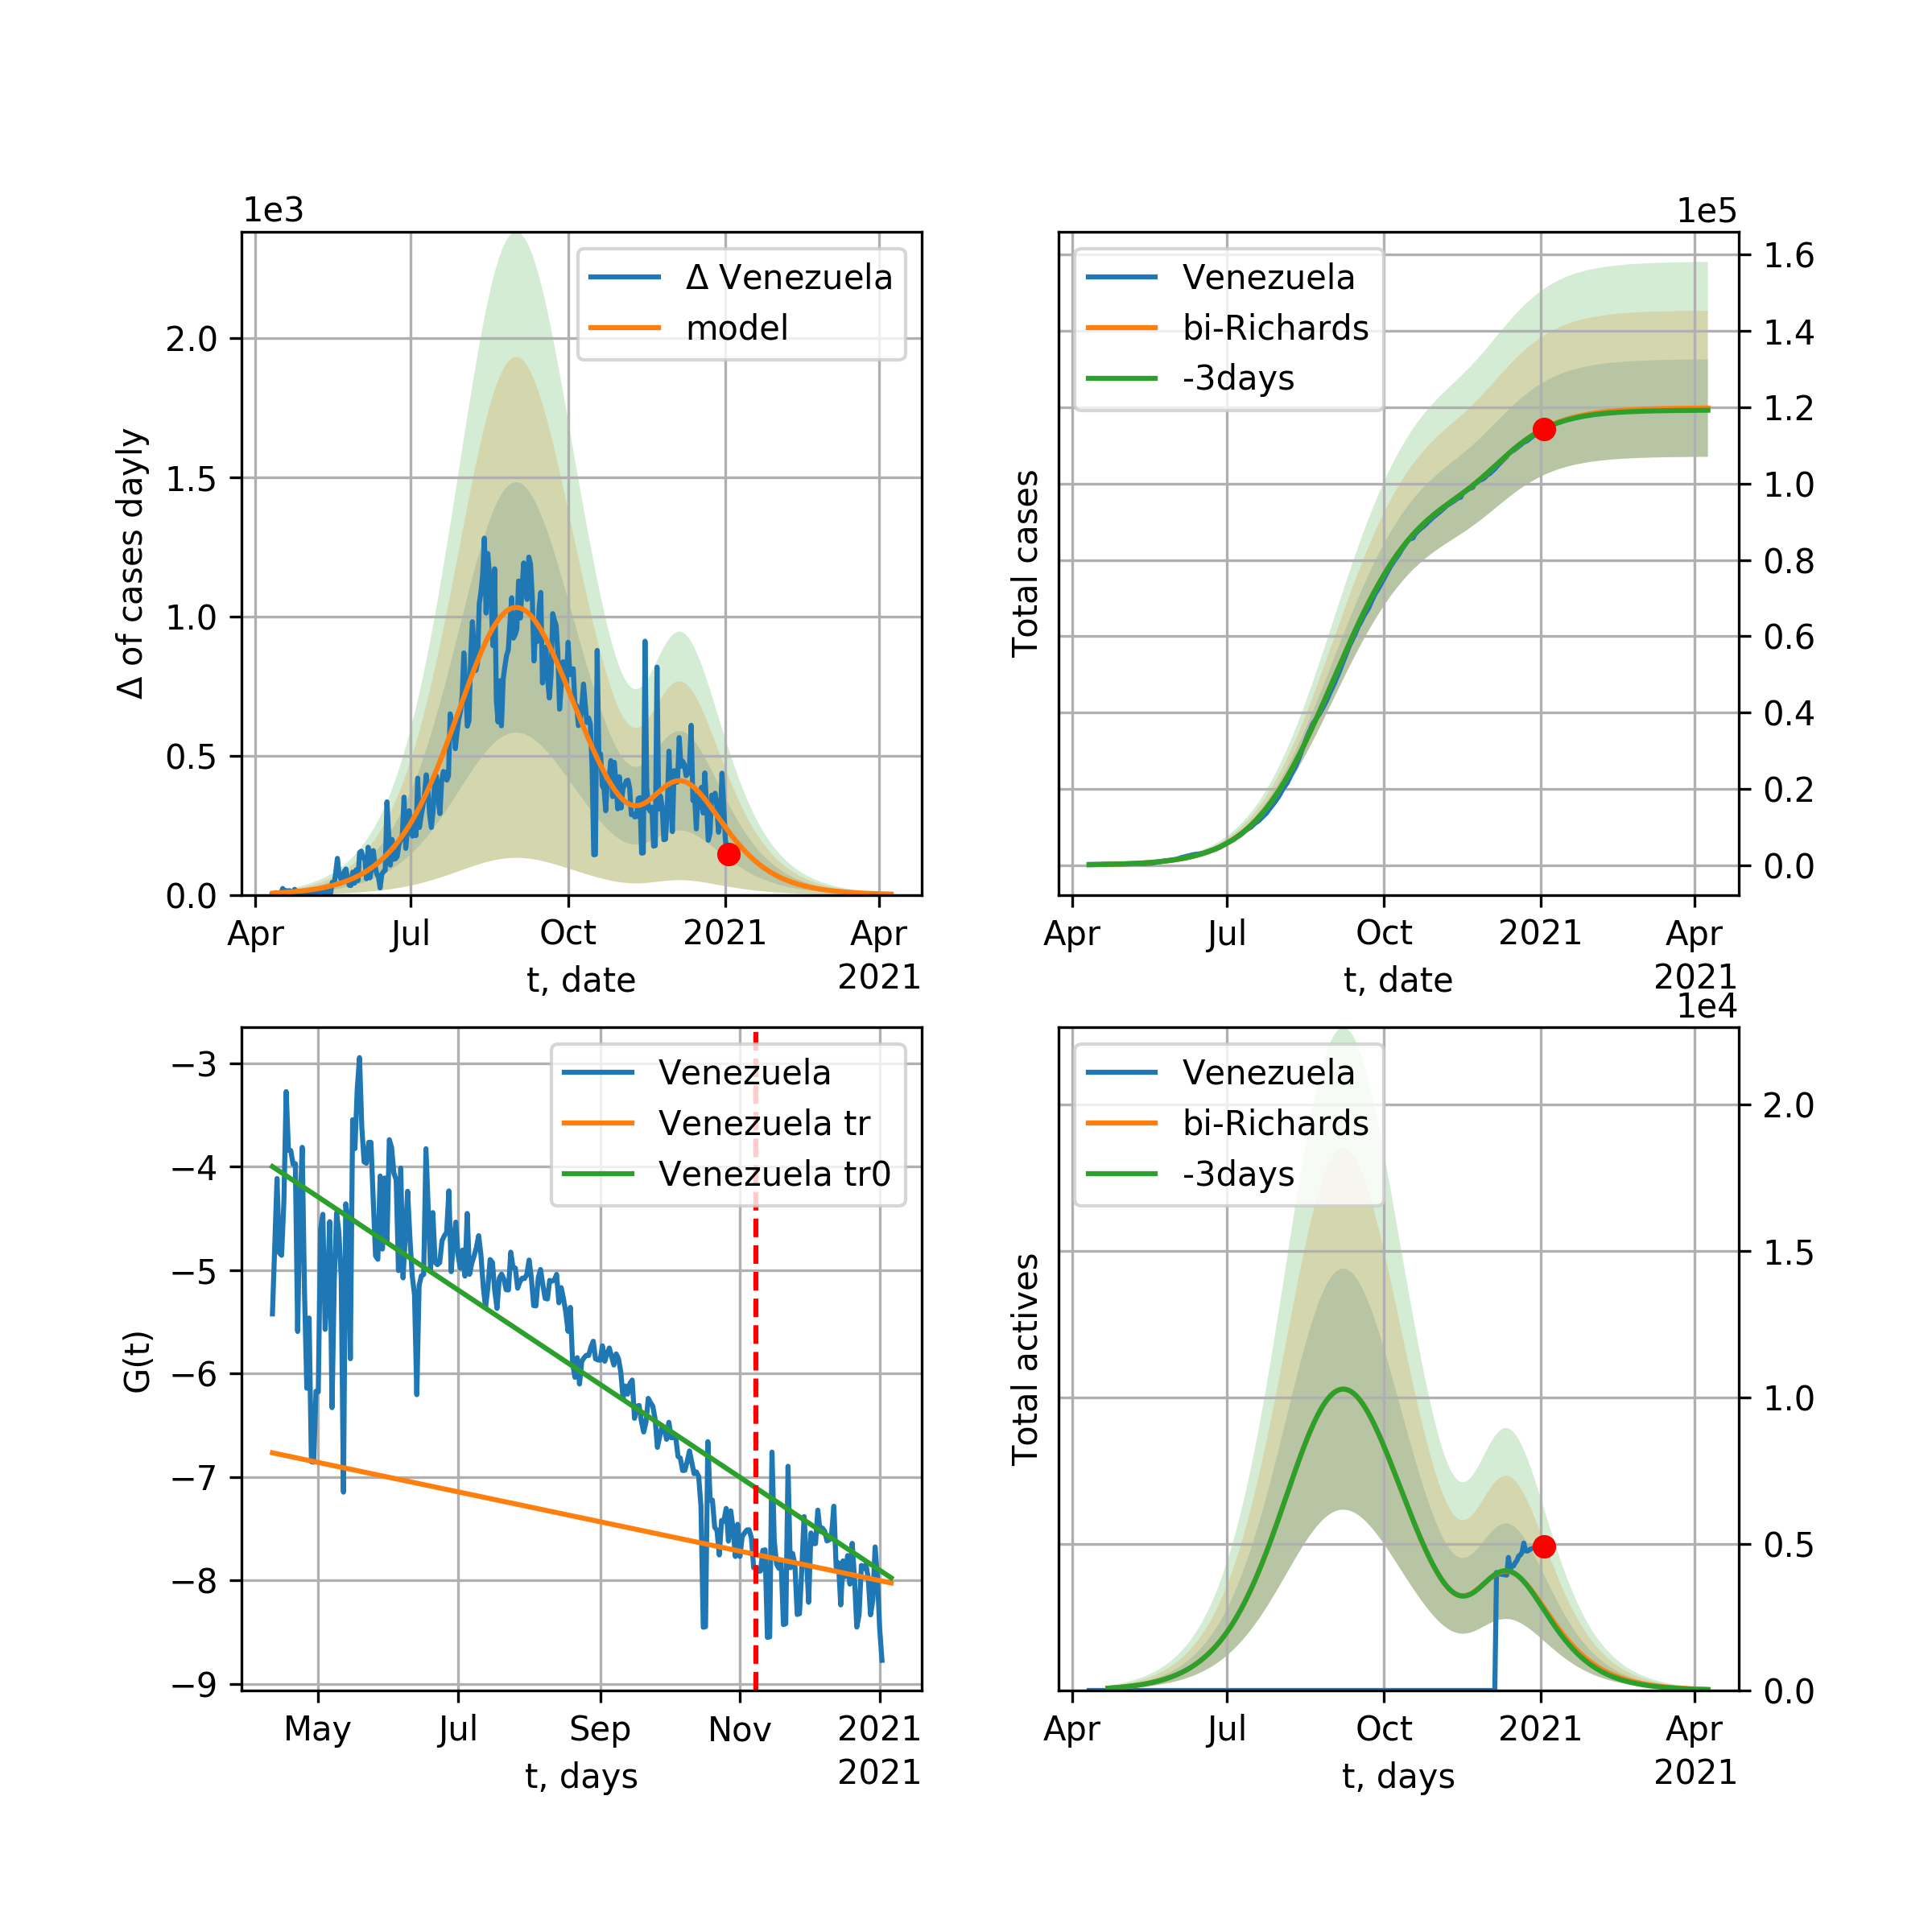 1e3
Δ Venezuela
model
2.0
1.5
1.0
0.5
0.0
Δ of cases dayly
Apr
Jul
Oct
2021
Apr
2021
t, date
1e5
Venezuela
bi-Richards
-3days
1.6
1.4
1.2
1.0
0.8
0.6
0.4
0.2
0.0
Total cases
Apr
Jul
Oct
2021
Apr
2021
t, date
Venezuela
Venezuela tr
Venezuela tr0
−3
−4
−5
−6
−7
−8
−9
G(t)
May
Jul
Sep
Nov
2021
2021
t, days
1e4
Venezuela
bi-Richards
-3days
2.0
1.5
1.0
0.5
0.0
Total actives
Apr
Jul
Oct
2021
Apr
2021
t, days